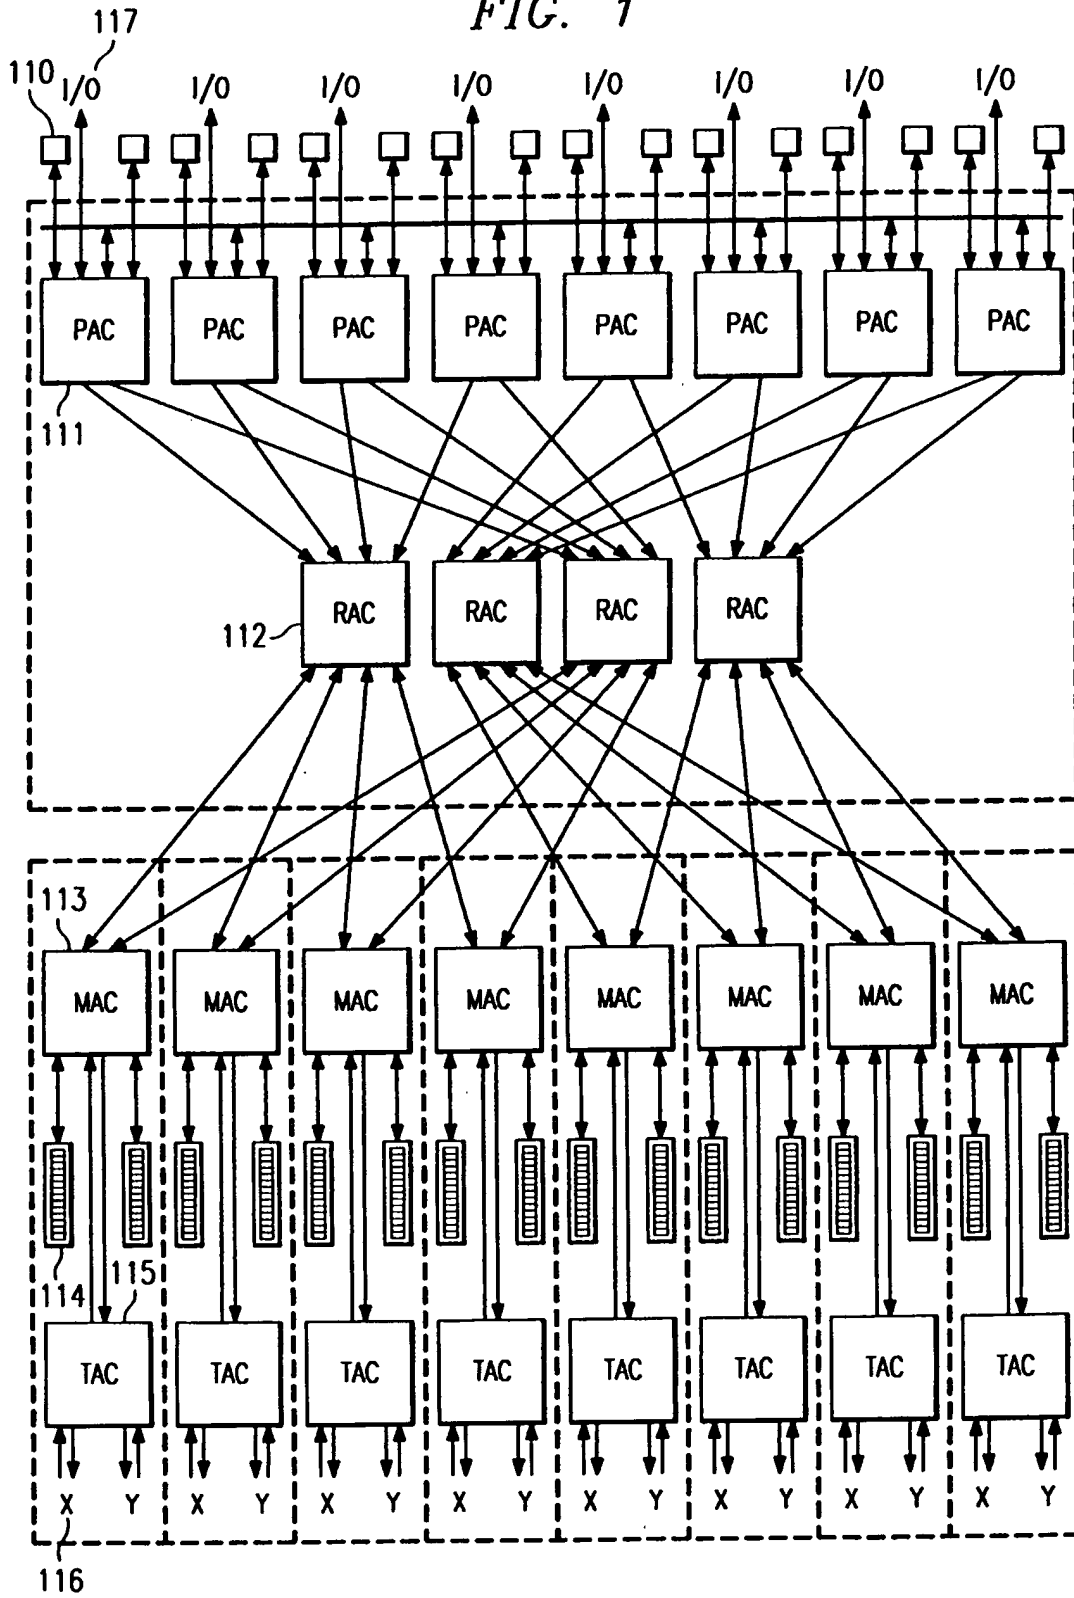 FIG. 1
117
110
I/O I/O I/O I/O I/O I/O I/O I/O
PAC PAC PAC PAC PAC PAC PAC PAC
111
RAC RAC RAC RAC
112
113
MAC MAC MAC MAC MAC MAC MAC MAC
114 115
TAC TAC TAC TAC TAC TAC TAC TAC
X Y X Y X Y X Y X Y X Y X Y X Y
116